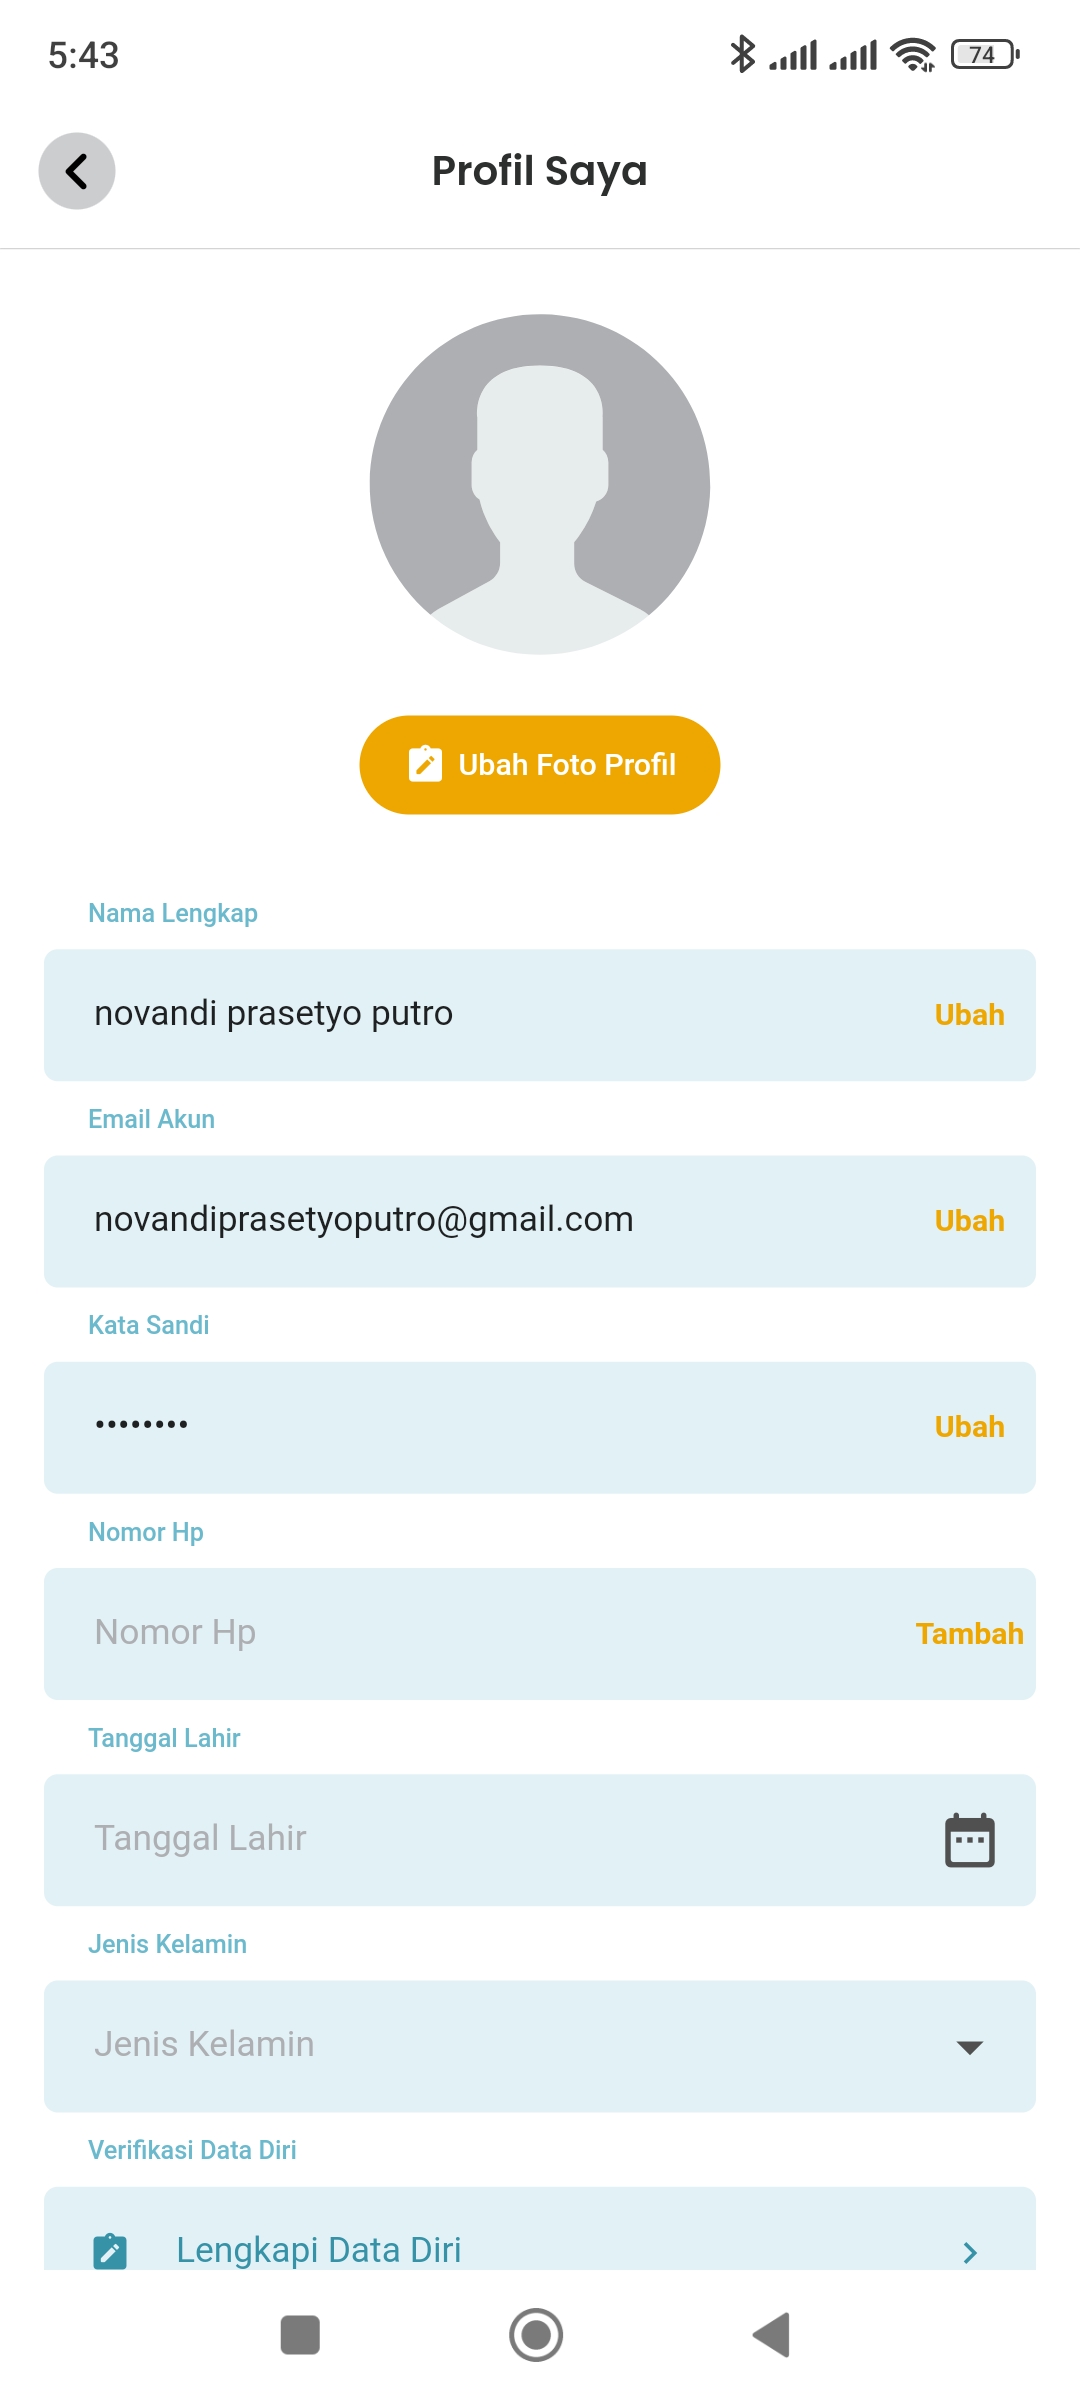 5:43
74
Profil Saya
Ubah Foto Profil
Nama Lengkap
novandi prasetyo putro
Ubah
Email Akun
novandiprasetyoputro@gmail.com
Ubah
Kata Sandi
••••••••
Ubah
Nomor Hp
Nomor Hp
Tambah
Tanggal Lahir
Tanggal Lahir
Jenis Kelamin
Jenis Kelamin
Verifikasi Data Diri
Lengkapi Data Diri